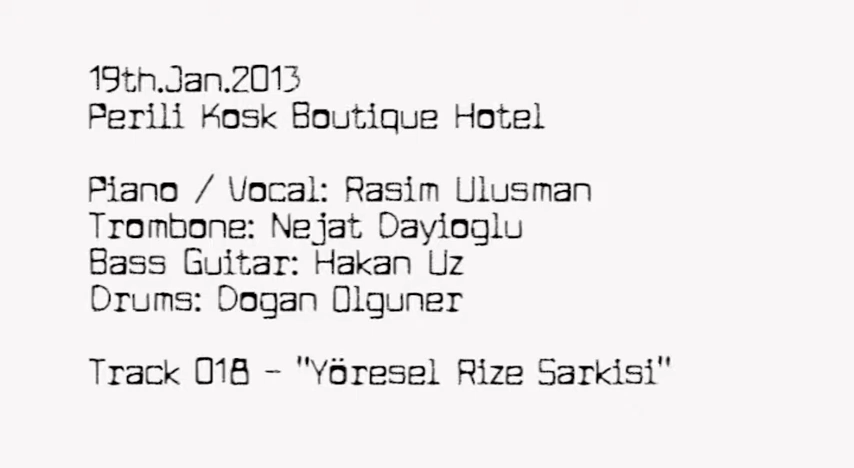 19th.Jan.2013
Perili Kosk Boutique Hotel
Piano / Vocal: Rasim Ulusman
Trombone: Nejat Dayioglu
Bass Guitar: Hakan Uz
Drums: Dogan Olguner
Track 018 - "Yöresel Rize Sarkisi"